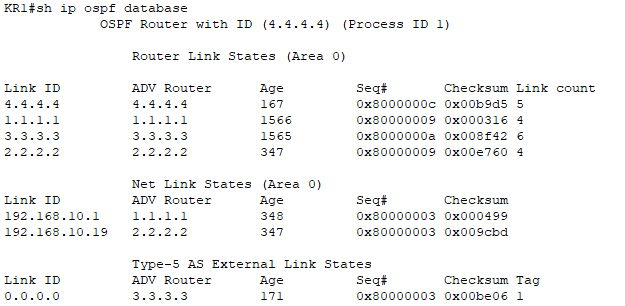 KR1#sh ip ospf database
OSPF Router with ID (4.4.4.4) (Process ID 1)
Router Link States (Area 0)
Link ID ADV Router Age Seq# Checksum Link count
4.4.4.4 4.4.4.4 167 0x8000000c 0x00b9d5 5
1.1.1.1 1.1.1.1 1566 0x80000009 0x000316 4
3.3.3.3 3.3.3.3 1565 0x8000000a 0x008f42 6
2.2.2.2 2.2.2.2 347 0x80000009 0x00e760 4
Net Link States (Area 0)
Link ID ADV Router Age Seq# Checksum
192.168.10.1 1.1.1.1 348 0x80000003 0x000499
192.168.10.19 2.2.2.2 347 0x80000003 0x009cbd
Type-5 AS External Link States
Link ID ADV Router Age Seq# Checksum Tag
0.0.0.0 3.3.3.3 171 0x80000003 0x00be06 1